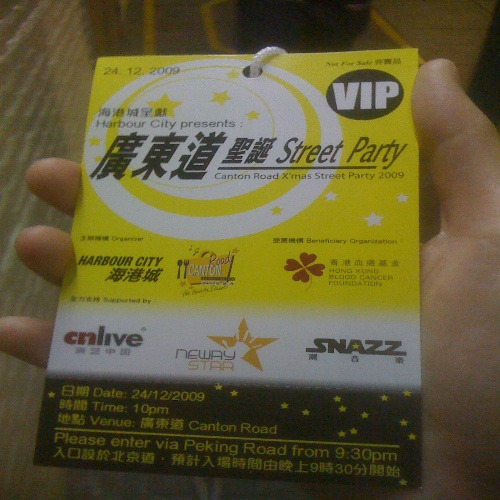 24. 12. 2009
Not For Sale 非賣品
VIP
海港城呈獻
Harbour City presents :
廣東道 聖誕 Street Party
Canton Road X'mas Street Party 2009
主辦機構 Organizer
受惠機構 Beneficiary Organization :
HARBOUR CITY
海港城
CANTON Road
香港血癌基金
HONG KONG
BLOOD CANCER
FOUNDATION
全力支持 Supported by :
cnlive
NEWAY
STAR
SNAZZ
日期 Date: 24/12/2009
時間 Time: 10pm
地點 Venue: 廣東道 Canton Road
Please enter via Peking Road from 9:30pm
入口設於北京道，預計入場時間由晚上9時30分開始